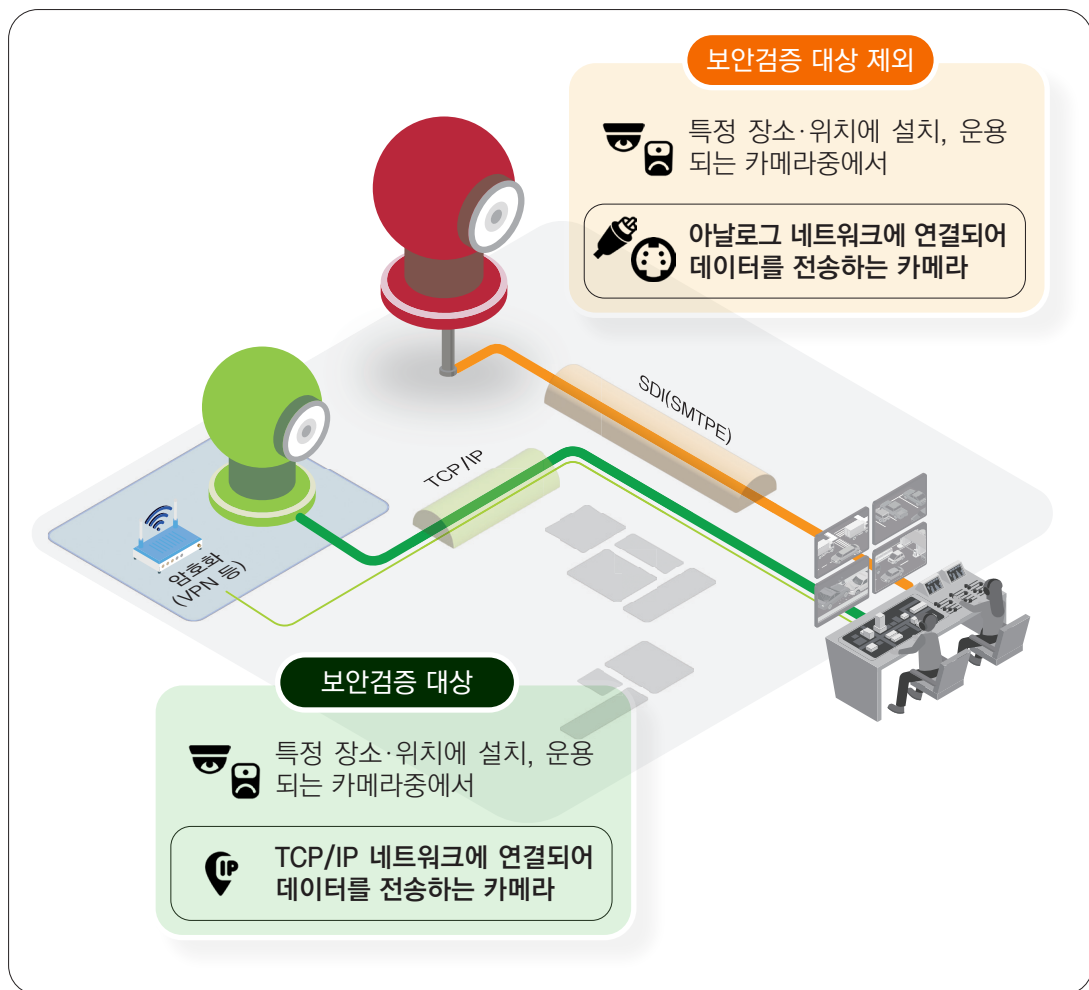 보안검증 대상 제외
특정 장소·위치에 설치, 운용
되는 카메라중에서
아날로그 네트워크에 연결되어
데이터를 전송하는 카메라
SDI(SMTPE)
TCP/IP
암호화
(VPN 등)
보안검증 대상
특정 장소·위치에 설치, 운용
되는 카메라중에서
IP
TCP/IP 네트워크에 연결되어
데이터를 전송하는 카메라